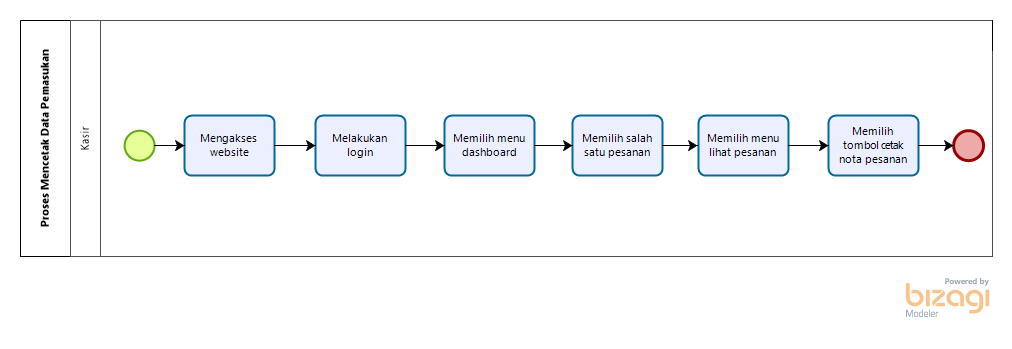 Proses Mencetak Data Pemasukan
Kasir
Mengakses
website
Melakukan
login
Memilih menu
dashboard
Memilih salah
satu pesanan
Memilih menu
lihat pesanan
Memilih
tombol cetak
nota pesanan
Powered by
bizagi
Modeler